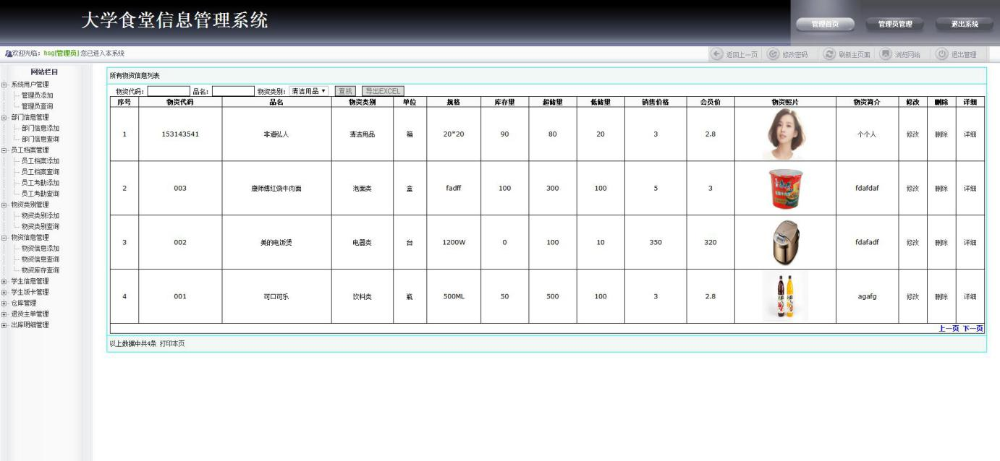 大学食堂信息管理系统
管理首页 管理员管理 退出系统
欢迎光临：hsg[管理员] 您已进入本系统
返回上一页 修改密码 刷新主页面 浏览网站 退出管理
网站栏目
系统用户管理
管理员添加
管理员查询
部门信息管理
部门信息添加
部门信息查询
员工档案管理
员工档案添加
员工档案查询
员工考勤添加
员工考勤查询
物资类别管理
物资类别添加
物资类别查询
物资信息管理
物资信息添加
物资信息查询
物资库存查询
学生信息管理
学生饭卡管理
仓库管理
退货主单管理
出库明细管理
所有物资信息列表
物资代码： 品名： 物资类别： 清洁用品 查找 导出EXCEL
序号 物资代码 品名 物资类别 单位 规格 库存量 超储量 低储量 销售价格 会员价 物资照片 物资简介 修改 删除 详细
1 153143541 非道弘人 清洁用品 箱 20*20 90 80 20 3 2.8 个个人 修改 删除 详细
2 003 康师傅红烧牛肉面 泡面类 盒 fadff 100 300 100 5 3 fdafdaf 修改 删除 详细
3 002 美的电饭煲 电器类 台 1200W 0 100 10 350 320 fdafadf 修改 删除 详细
4 001 可口可乐 饮料类 瓶 500ML 50 500 100 3 2.8 agafg 修改 删除 详细
上一页 下一页
以上数据中共4条 打印本页